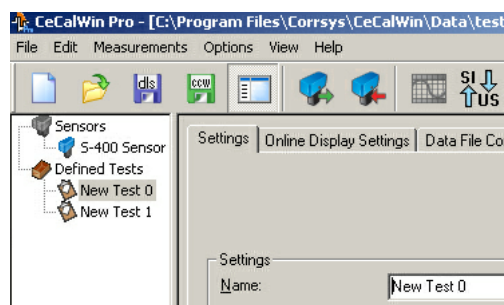 CeCalWin Pro - [C:\Program Files\Corrsys\CeCalWin\Data\test
File Edit Measurements Options View Help
dls ccw SI US
Sensors
S-400 Sensor
Defined Tests
New Test 0
New Test 1
Settings Online Display Settings Data File Co
Settings
Name: New Test 0